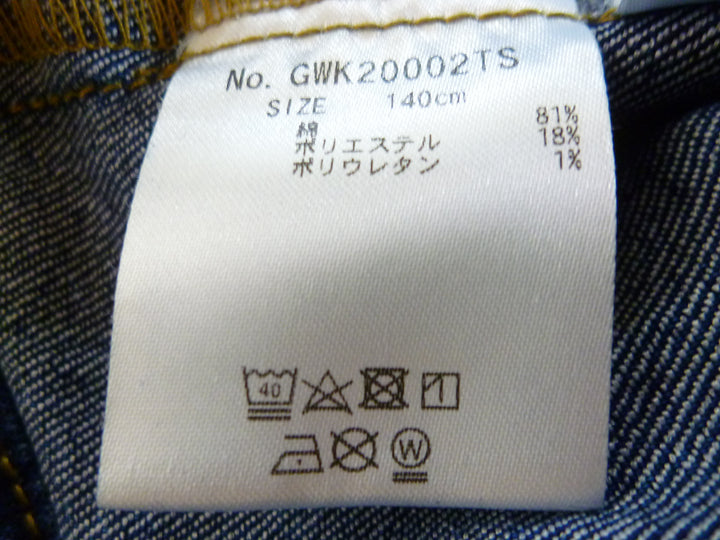 No. GWK20002TS
SIZE 140cm
綿 81%
ポリエステル 18%
ポリウレタン 1%
40
W